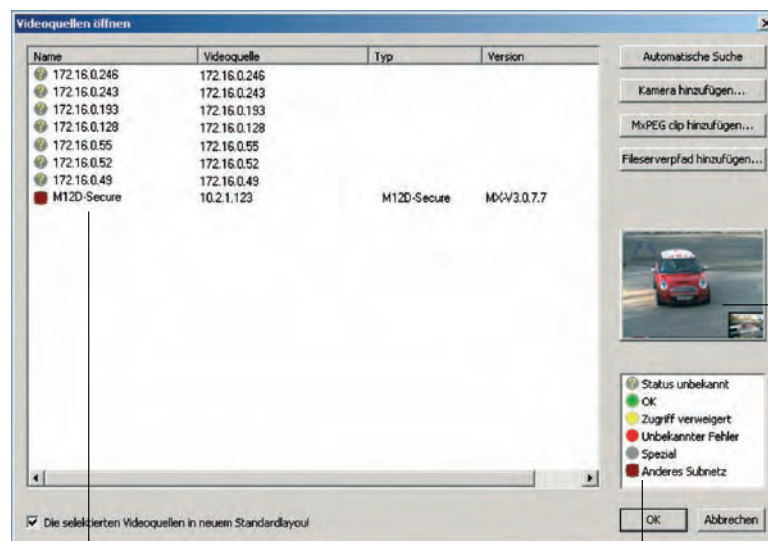 Videoquellen öffnen
Name Videoquelle Typ Version
172.16.0.246 172.16.0.246
172.16.0.243 172.16.0.243
172.16.0.193 172.16.0.193
172.16.0.128 172.16.0.128
172.16.0.55 172.16.0.55
172.16.0.52 172.16.0.52
172.16.0.49 172.16.0.49
M12D-Secure 10.2.1.123 M12D-Secure MX-V3.0.7.7
Automatische Suche
Kamera hinzufügen...
MxPEG clip hinzufügen...
Fileserverpfad hinzufügen...
Status unbekannt
OK
Zugriff verweigert
Unbekannter Fehler
Spezial
Anderes Subnetz
Die selektierten Videoquellen in neuem Standardlayout
OK Abbrechen